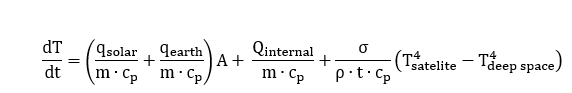 dT/dt = (q_solar/(m · c_p) + q_earth/(m · c_p)) A + Q_internal/(m · c_p) + σ/(ρ · t · c_p) (T⁴_satelite − T⁴_deep space)